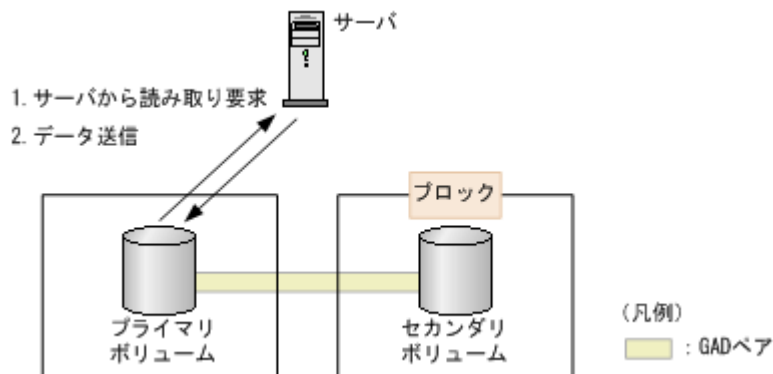 サーバ
1. サーバから読み取り要求
2. データ送信
ブロック
プライマリ
ボリューム
セカンダリ
ボリューム
(凡例)
: GADペア